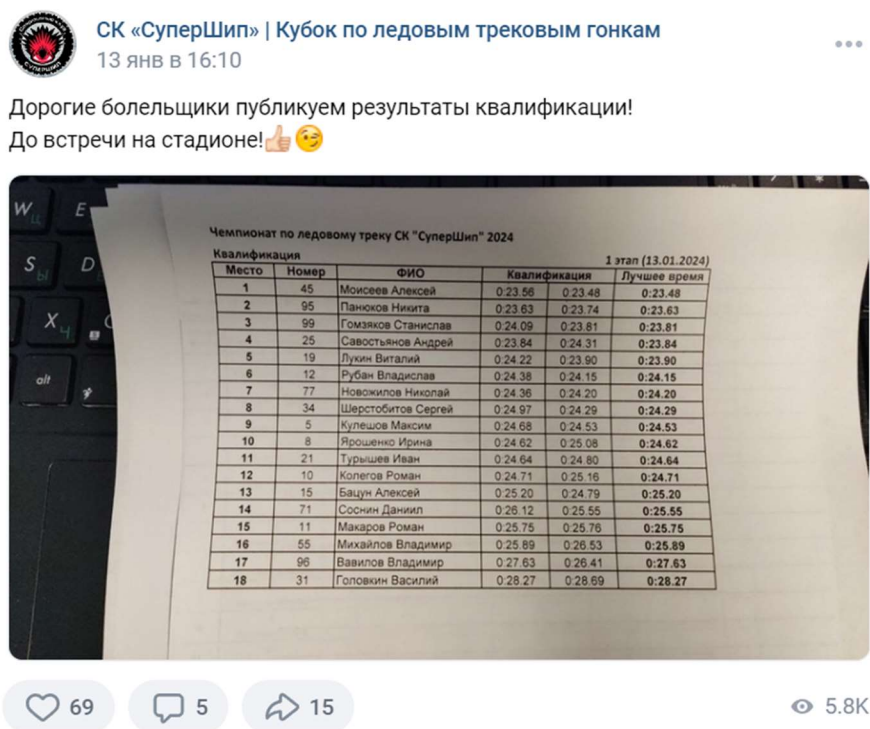 СК «СуперШип» | Кубок по ледовым трековым гонкам
13 янв в 16:10
Дорогие болельщики публикуем результаты квалификации!
До встречи на стадионе!👍😉
W Ц E
S Ы D
X Ч C
alt
Чемпионат по ледовому треку СК "СуперШип" 2024
Квалификация 1 этап (13.01.2024)
Место Номер ФИО Квалификация Лучшее время
1 45 Моисеев Алексей 0:23.56 0:23.48 0:23.48
2 95 Панюков Никита 0:23.63 0:23.74 0:23.63
3 99 Гомзяков Станислав 0:24.09 0:23.81 0:23.81
4 25 Савостьянов Андрей 0:23.84 0:24.31 0:23.84
5 19 Лукин Виталий 0:24.22 0:23.90 0:23.90
6 12 Рубан Владислав 0:24.38 0:24.15 0:24.15
7 77 Новожилов Николай 0:24.36 0:24.20 0:24.20
8 34 Шерстобитов Сергей 0:24.97 0:24.29 0:24.29
9 5 Кулешов Максим 0:24.68 0:24.53 0:24.53
10 8 Ярошенко Ирина 0:24.62 0:25.08 0:24.62
11 21 Турышев Иван 0:24.64 0:24.80 0:24.64
12 10 Колегов Роман 0:24.71 0:25.16 0:24.71
13 15 Бацун Алексей 0:25.20 0:24.79 0:25.20
14 71 Соснин Даниил 0:26.12 0:25.55 0:25.55
15 11 Макаров Роман 0:25.75 0:25.76 0:25.75
16 55 Михайлов Владимир 0:25.89 0:26.53 0:25.89
17 96 Вавилов Владимир 0:27.63 0:26.41 0:27.63
18 31 Головкин Василий 0:28.27 0:28.69 0:28.27
69 5 15 5.8K